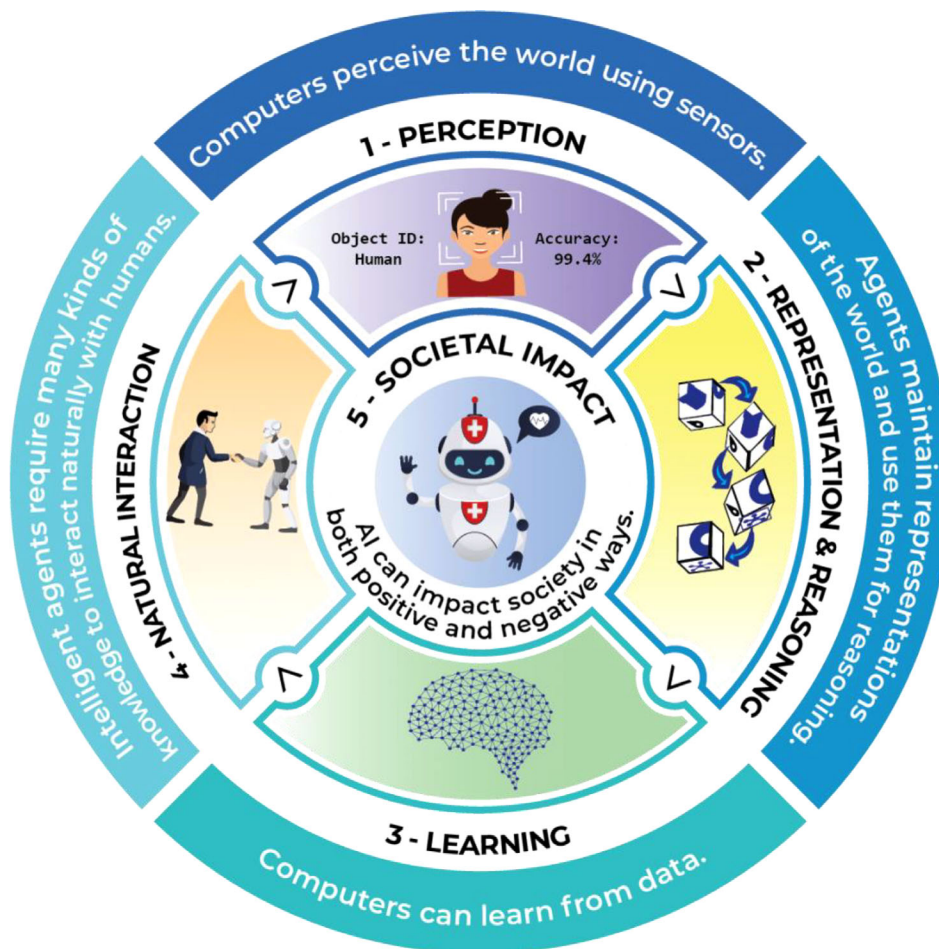 Computers perceive the world using sensors.
1 - PERCEPTION
Object ID:
Human
Accuracy:
99.4%
Agents maintain representations
of the world and use them for reasoning.
2 - REPRESENTATION & REASONING
3 - LEARNING
Computers can learn from data.
Intelligent agents require many kinds of
knowledge to interact naturally with humans.
4 - NATURAL INTERACTION
5 - SOCIETAL IMPACT
AI can impact society in
both positive and negative ways.